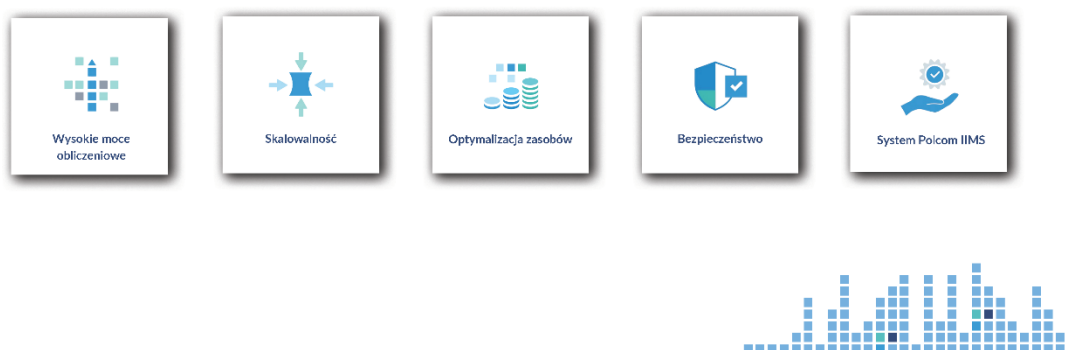 Wysokie moce
obliczeniowe
Skalowalność
Optymalizacja zasobów
Bezpieczeństwo
System Polcom IIMS